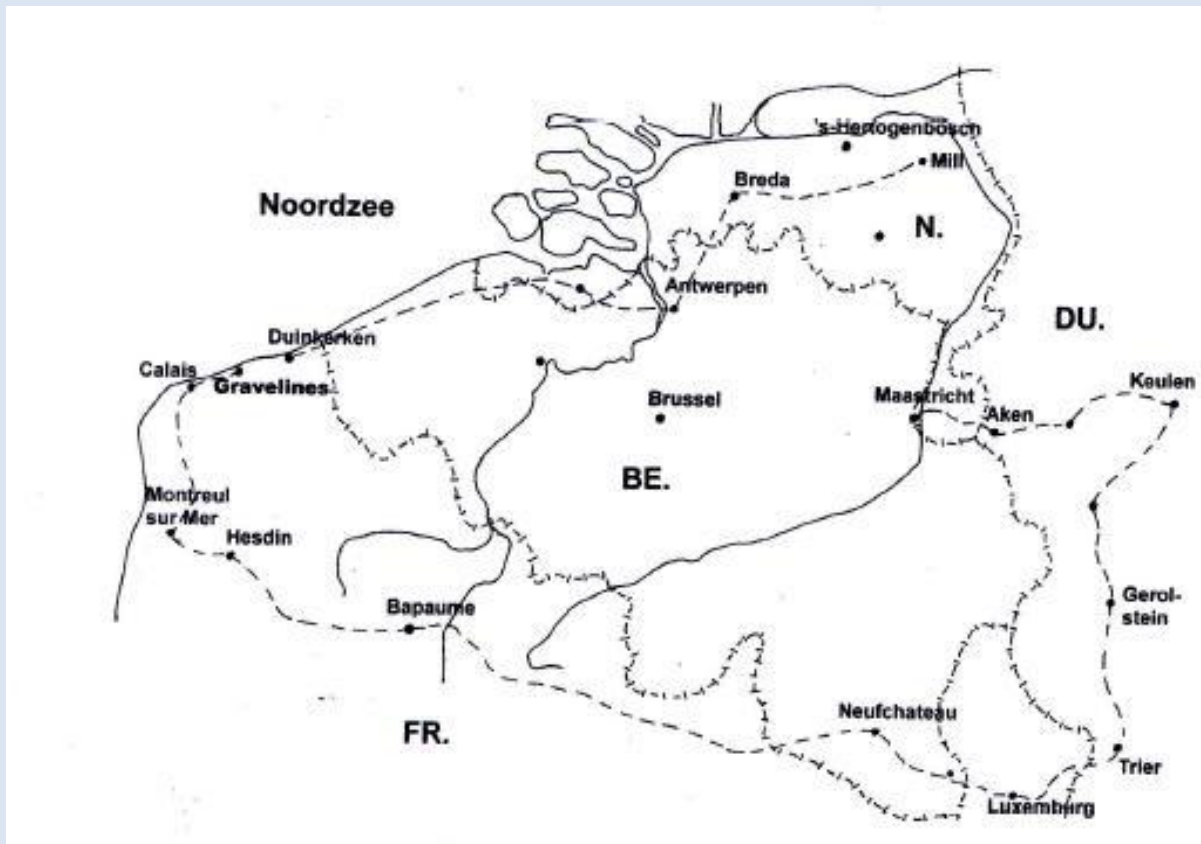 's-Hertogenbosch
Mill
Breda
Noordzee
N.
Antwerpen
DU.
Duinkerken
Calais
Gravelines
Keulen
Maastricht
Brussel
Aken
BE.
Montreul
sur Mer
Hesdin
Gerol-
stein
Bapaume
Neufchateau
FR.
Trier
Luxemburg